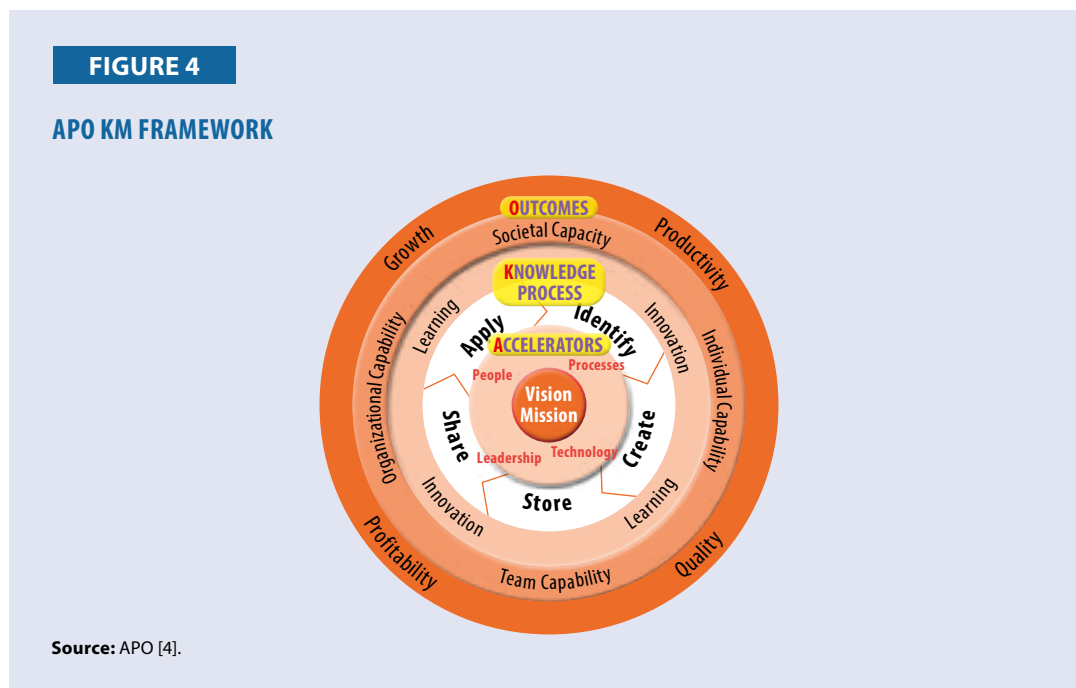 FIGURE 4
APO KM FRAMEWORK
OUTCOMES
Societal Capacity
Growth
Productivity
KNOWLEDGE
PROCESS
Learning
Innovation
Apply
Identify
Organizational Capability
Individual Capability
ACCELERATORS
People
Processes
Vision
Mission
Share
Create
Leadership
Technology
Store
Innovation
Learning
Profitability
Quality
Team Capability
Source: APO [4].